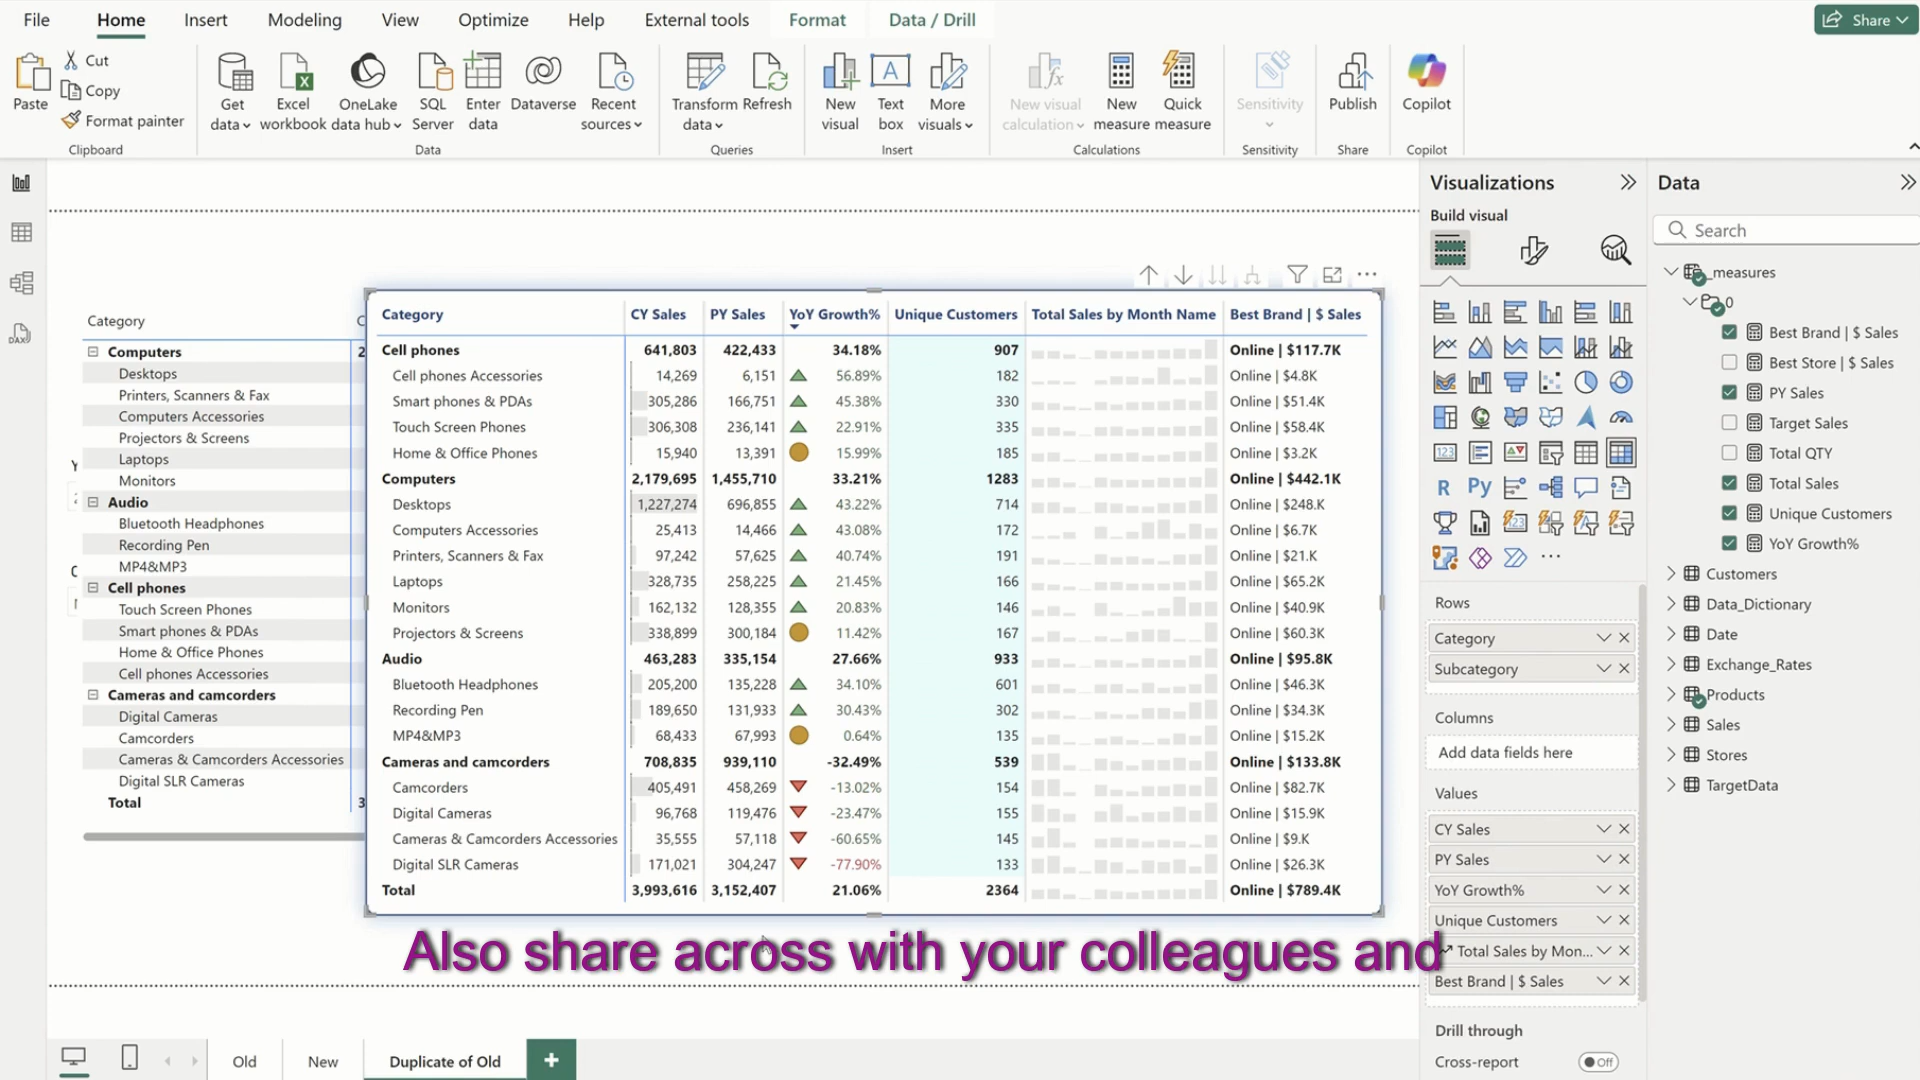 File Home Insert Modeling View Optimize Help External tools Format Data / Drill Share
Paste Cut Copy Format painter
Clipboard
Get data Excel workbook OneLake data hub SQL Server Enter data Dataverse Recent sources
Data
Transform data Refresh
Queries
New visual Text box More visuals
Insert
New visual calculation New measure Quick measure
Calculations
Sensitivity
Sensitivity
Publish
Share
Copilot
Copilot
Category
Computers 2
Desktops
Printers, Scanners & Fax
Computers Accessories
Projectors & Screens
Laptops
Monitors
Audio
Bluetooth Headphones
Recording Pen
MP4&MP3
Cell phones
Touch Screen Phones
Smart phones & PDAs
Home & Office Phones
Cell phones Accessories
Cameras and camcorders
Digital Cameras
Camcorders
Cameras & Camcorders Accessories
Digital SLR Cameras
Total 3
Category CY Sales PY Sales YoY Growth% Unique Customers Total Sales by Month Name Best Brand | $ Sales
Cell phones 641,803 422,433 34.18% 907 Online | $117.7K
Cell phones Accessories 14,269 6,151 56.89% 182 Online | $4.8K
Smart phones & PDAs 305,286 166,751 45.38% 330 Online | $51.4K
Touch Screen Phones 306,308 236,141 22.91% 335 Online | $58.4K
Home & Office Phones 15,940 13,391 15.99% 185 Online | $3.2K
Computers 2,179,695 1,455,710 33.21% 1283 Online | $442.1K
Desktops 1,227,274 696,855 43.22% 714 Online | $248.K
Computers Accessories 25,413 14,466 43.08% 172 Online | $6.7K
Printers, Scanners & Fax 97,242 57,625 40.74% 191 Online | $21.K
Laptops 328,735 258,225 21.45% 166 Online | $65.2K
Monitors 162,132 128,355 20.83% 146 Online | $40.9K
Projectors & Screens 338,899 300,184 11.42% 167 Online | $60.3K
Audio 463,283 335,154 27.66% 933 Online | $95.8K
Bluetooth Headphones 205,200 135,228 34.10% 601 Online | $46.3K
Recording Pen 189,650 131,933 30.43% 302 Online | $34.3K
MP4&MP3 68,433 67,993 0.64% 135 Online | $15.2K
Cameras and camcorders 708,835 939,110 -32.49% 539 Online | $133.8K
Camcorders 405,491 458,269 -13.02% 154 Online | $82.7K
Digital Cameras 96,768 119,476 -23.47% 155 Online | $15.9K
Cameras & Camcorders Accessories 35,555 57,118 -60.65% 145 Online | $9.K
Digital SLR Cameras 171,021 304,247 -77.90% 133 Online | $26.3K
Total 3,993,616 3,152,407 21.06% 2364 Online | $789.4K
Also share across with your colleagues and
Old New Duplicate of Old +
Visualizations
Build visual
123
R Py
123
Rows
Category
Subcategory
Columns
Add data fields here
Values
CY Sales
PY Sales
YoY Growth%
Unique Customers
Total Sales by Mon...
Best Brand | $ Sales
Drill through
Cross-report Off
Data
Search
_measures
0
Best Brand | $ Sales
Best Store | $ Sales
PY Sales
Target Sales
Total QTY
Total Sales
Unique Customers
YoY Growth%
Customers
Data_Dictionary
Date
Exchange_Rates
Products
Sales
Stores
TargetData